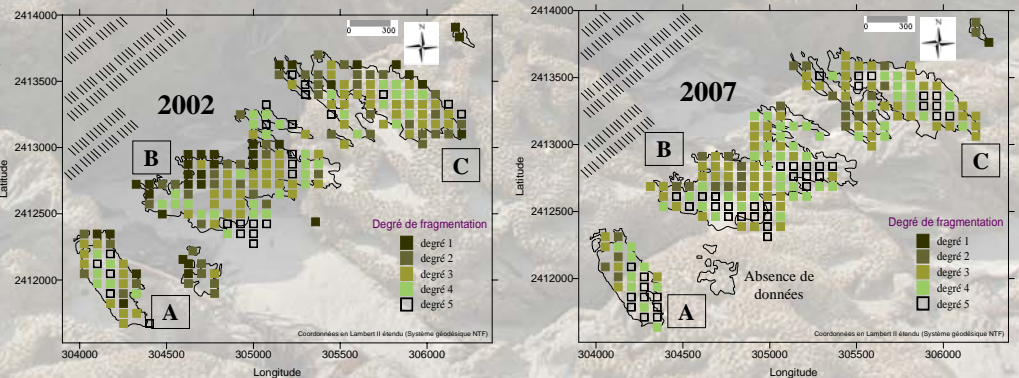 2414000
2413500
2413000
2412500
2412000
Latitude
304000
304500
305000
305500
306000
Longitude
300
N
2002
A
B
C
Degré de fragmentation
degré 1
degré 2
degré 3
degré 4
degré 5
Coordonnées en Lambert II étendu (Système géodésique NTF)
2414000
2413500
2413000
2412500
2412000
Latitude
304000
304500
305000
305500
306000
Longitude
300
N
2007
A
B
C
Absence de
données
Degré de fragmentation
degré 1
degré 2
degré 3
degré 4
degré 5
Coordonnées en Lambert II étendu (Système géodésique NTF)